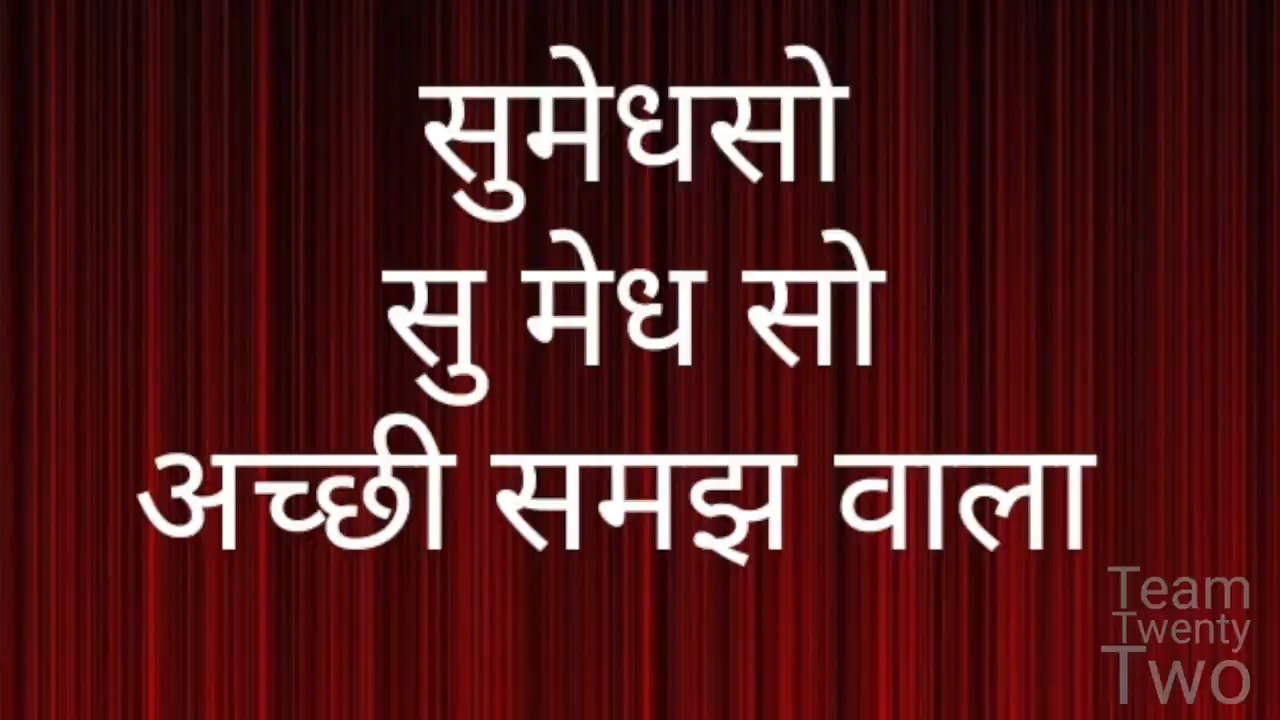 सुमेधसो
सु मेध सो
अच्छी समझ वाला
Team
Twenty
Two